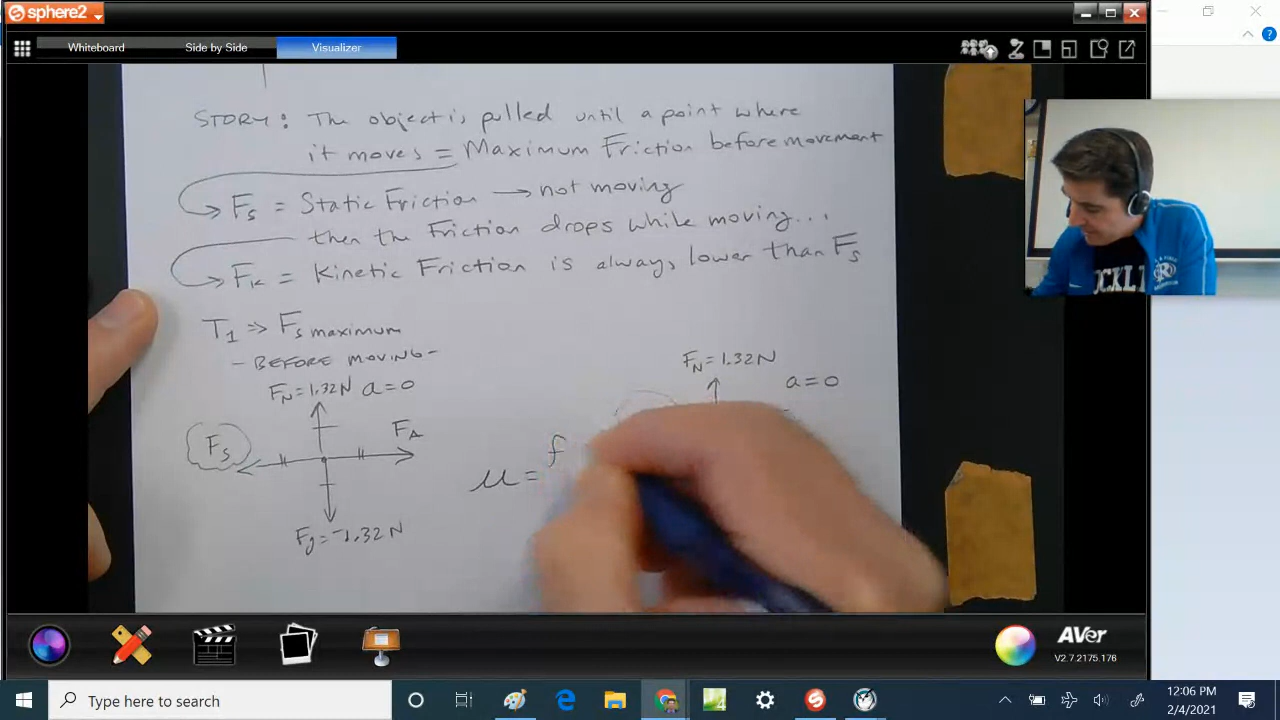 sphere2
Whiteboard
Side by Side
Visualizer
STORY: The object is pulled until a point where
it moves = Maximum Friction before movement
Fs = Static Friction → not moving
then the Friction drops while moving...
FK = Kinetic Friction is always lower than Fs
T1 => Fs maximum
- BEFORE MOVING -
FN = 1.32N a = 0
Fs
FA
Fg = -1.32 N
μ = f
FN = 1.32N
a = 0
ROCKL
AVer
V2.7.2175.176
Type here to search
12:06 PM
2/4/2021